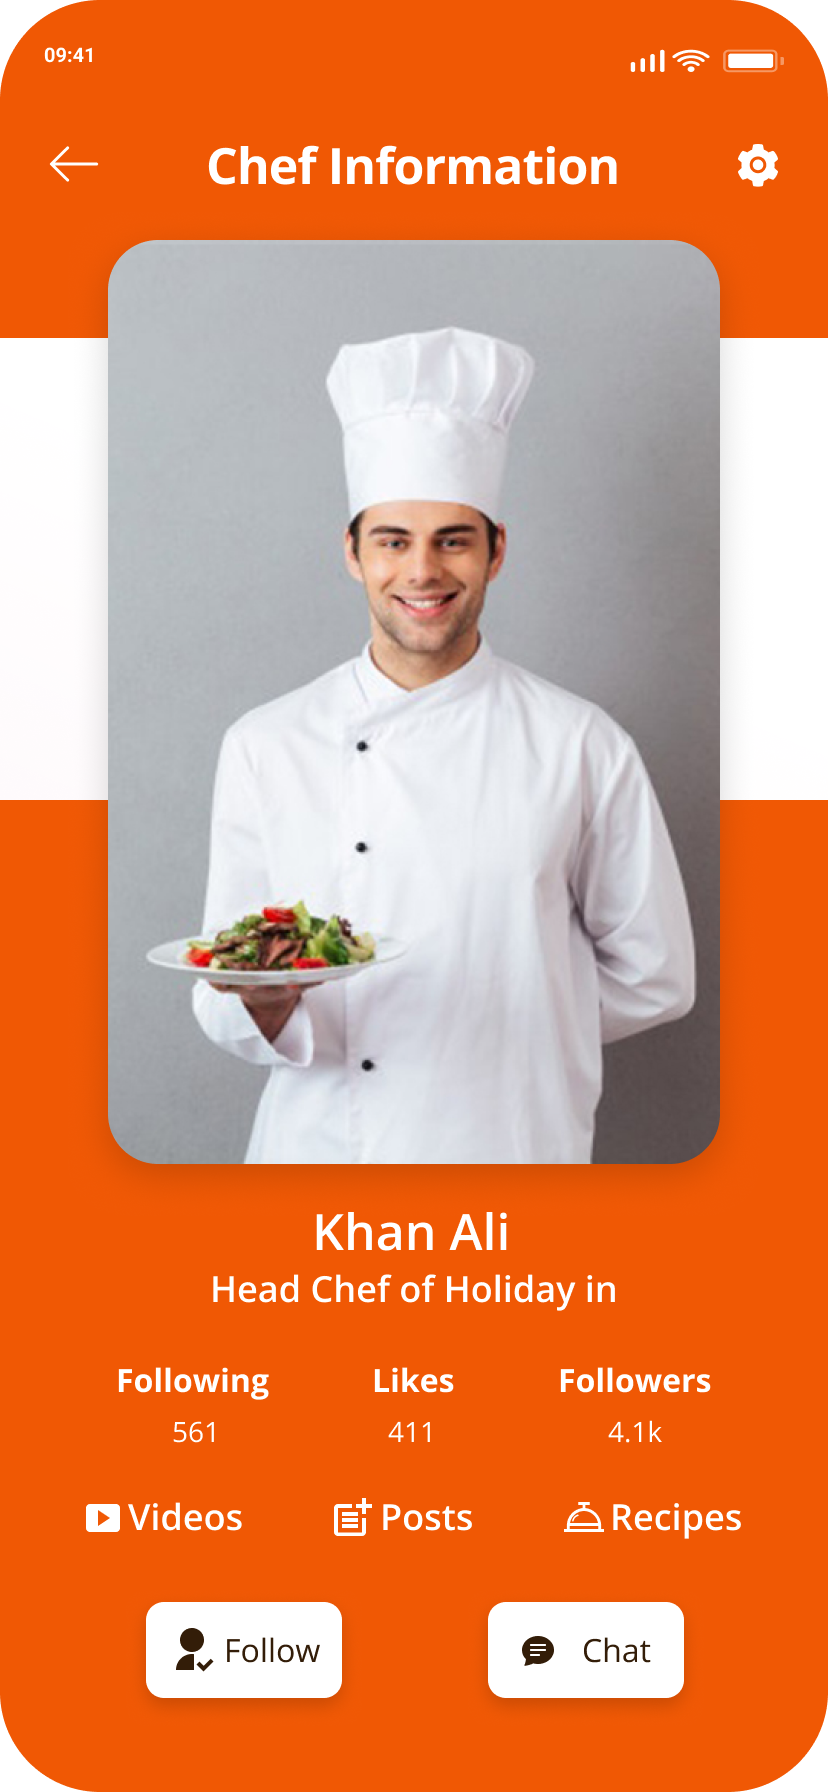 09:41
Chef Information
Khan Ali
Head Chef of Holiday in
Following Likes Followers
561 411 4.1k
Videos Posts Recipes
Follow Chat